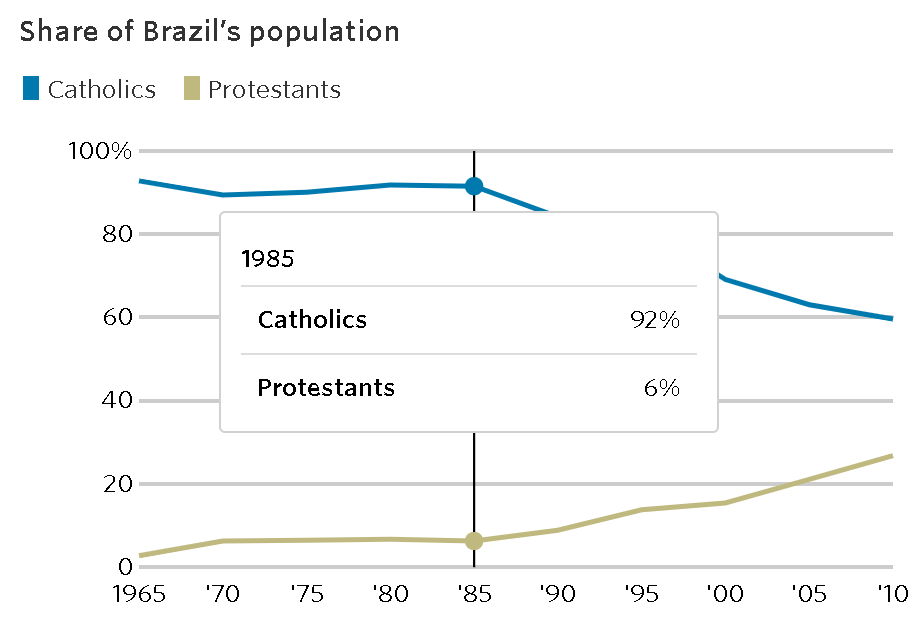 Share of Brazil’s population
Catholics Protestants
100%
80
1985
60
Catholics 92%
Protestants 6%
40
20
0
1965 '70 '75 '80 '85 '90 '95 '00 '05 '10